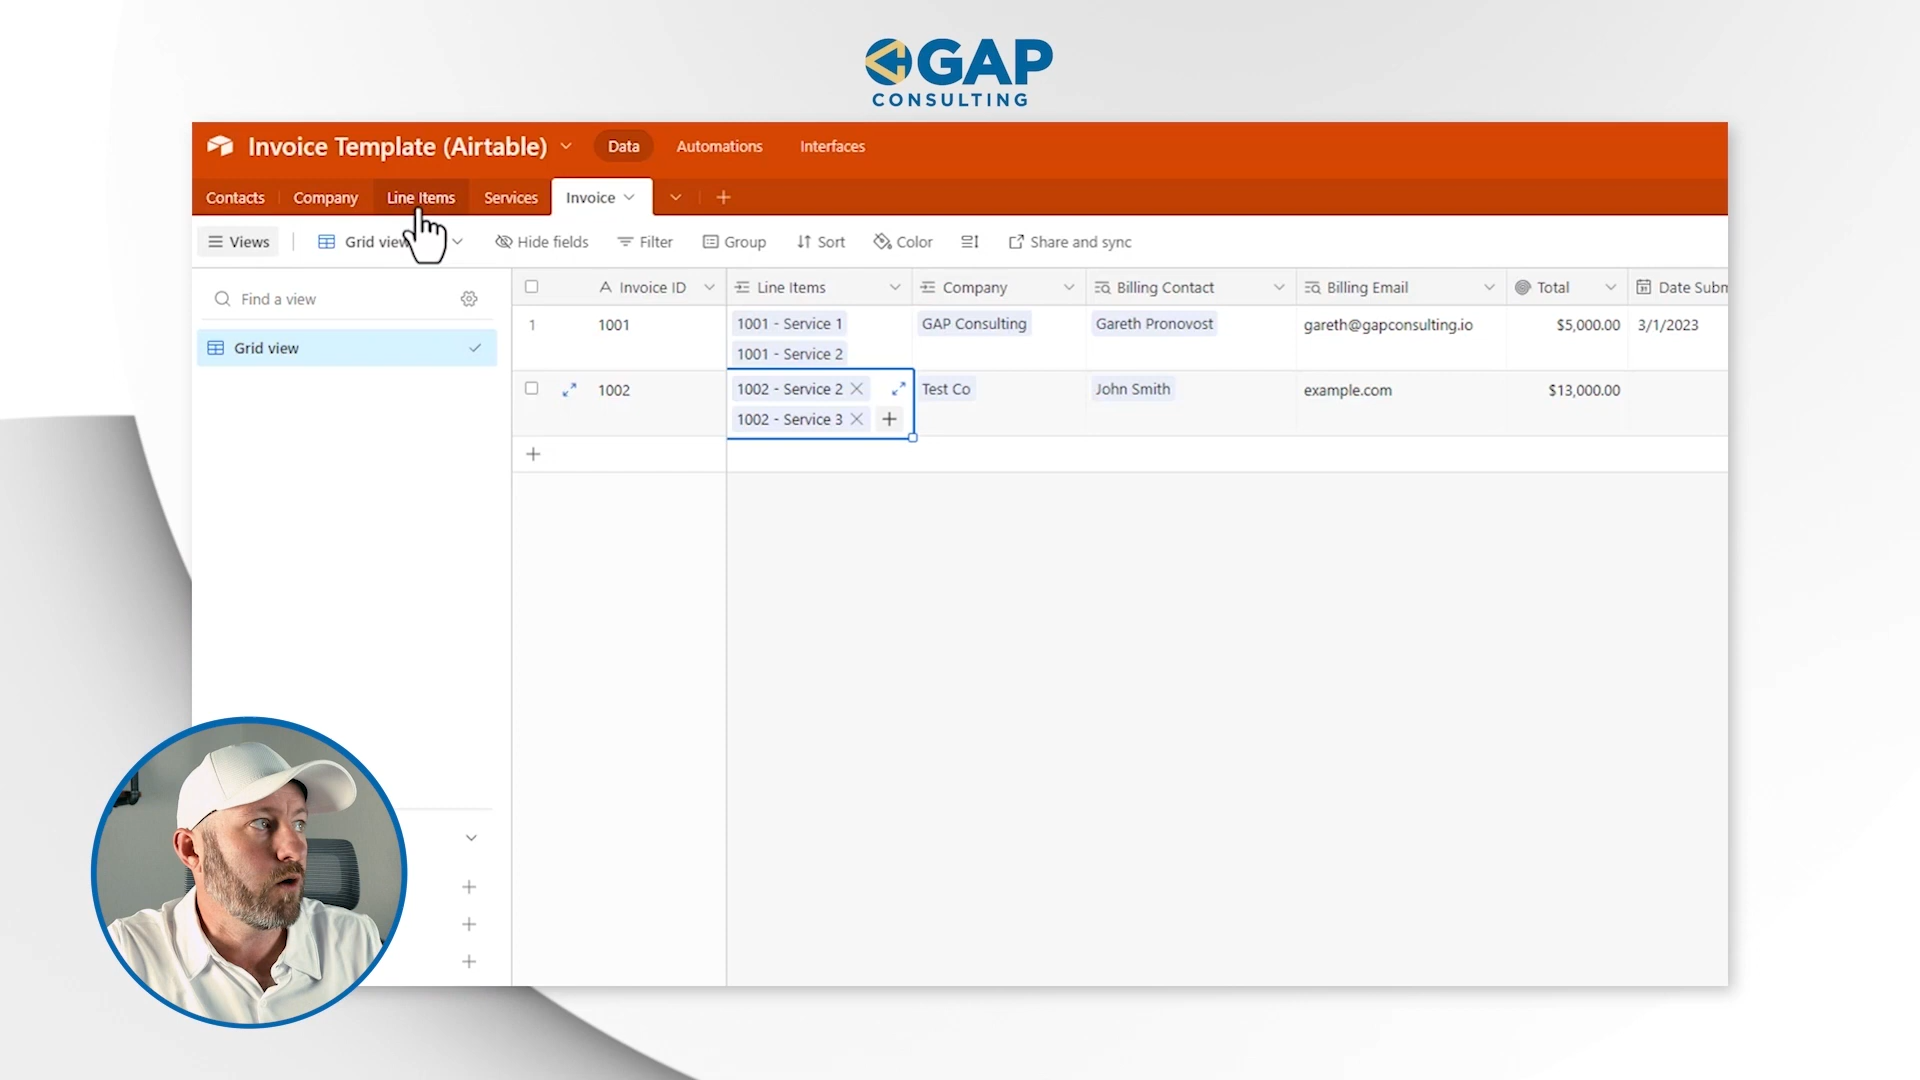 GAP
CONSULTING
Invoice Template (Airtable) Data Automations Interfaces
Contacts Company Line Items Services Invoice
Views Grid view Hide fields Filter Group Sort Color Share and sync
Find a view
Grid view
Invoice ID Line Items Company Billing Contact Billing Email Total Date Subm
1 1001 1001 - Service 1 GAP Consulting Gareth Pronovost gareth@gapconsulting.io $5,000.00 3/1/2023
1001 - Service 2
1002 1002 - Service 2 Test Co John Smith example.com $13,000.00
1002 - Service 3